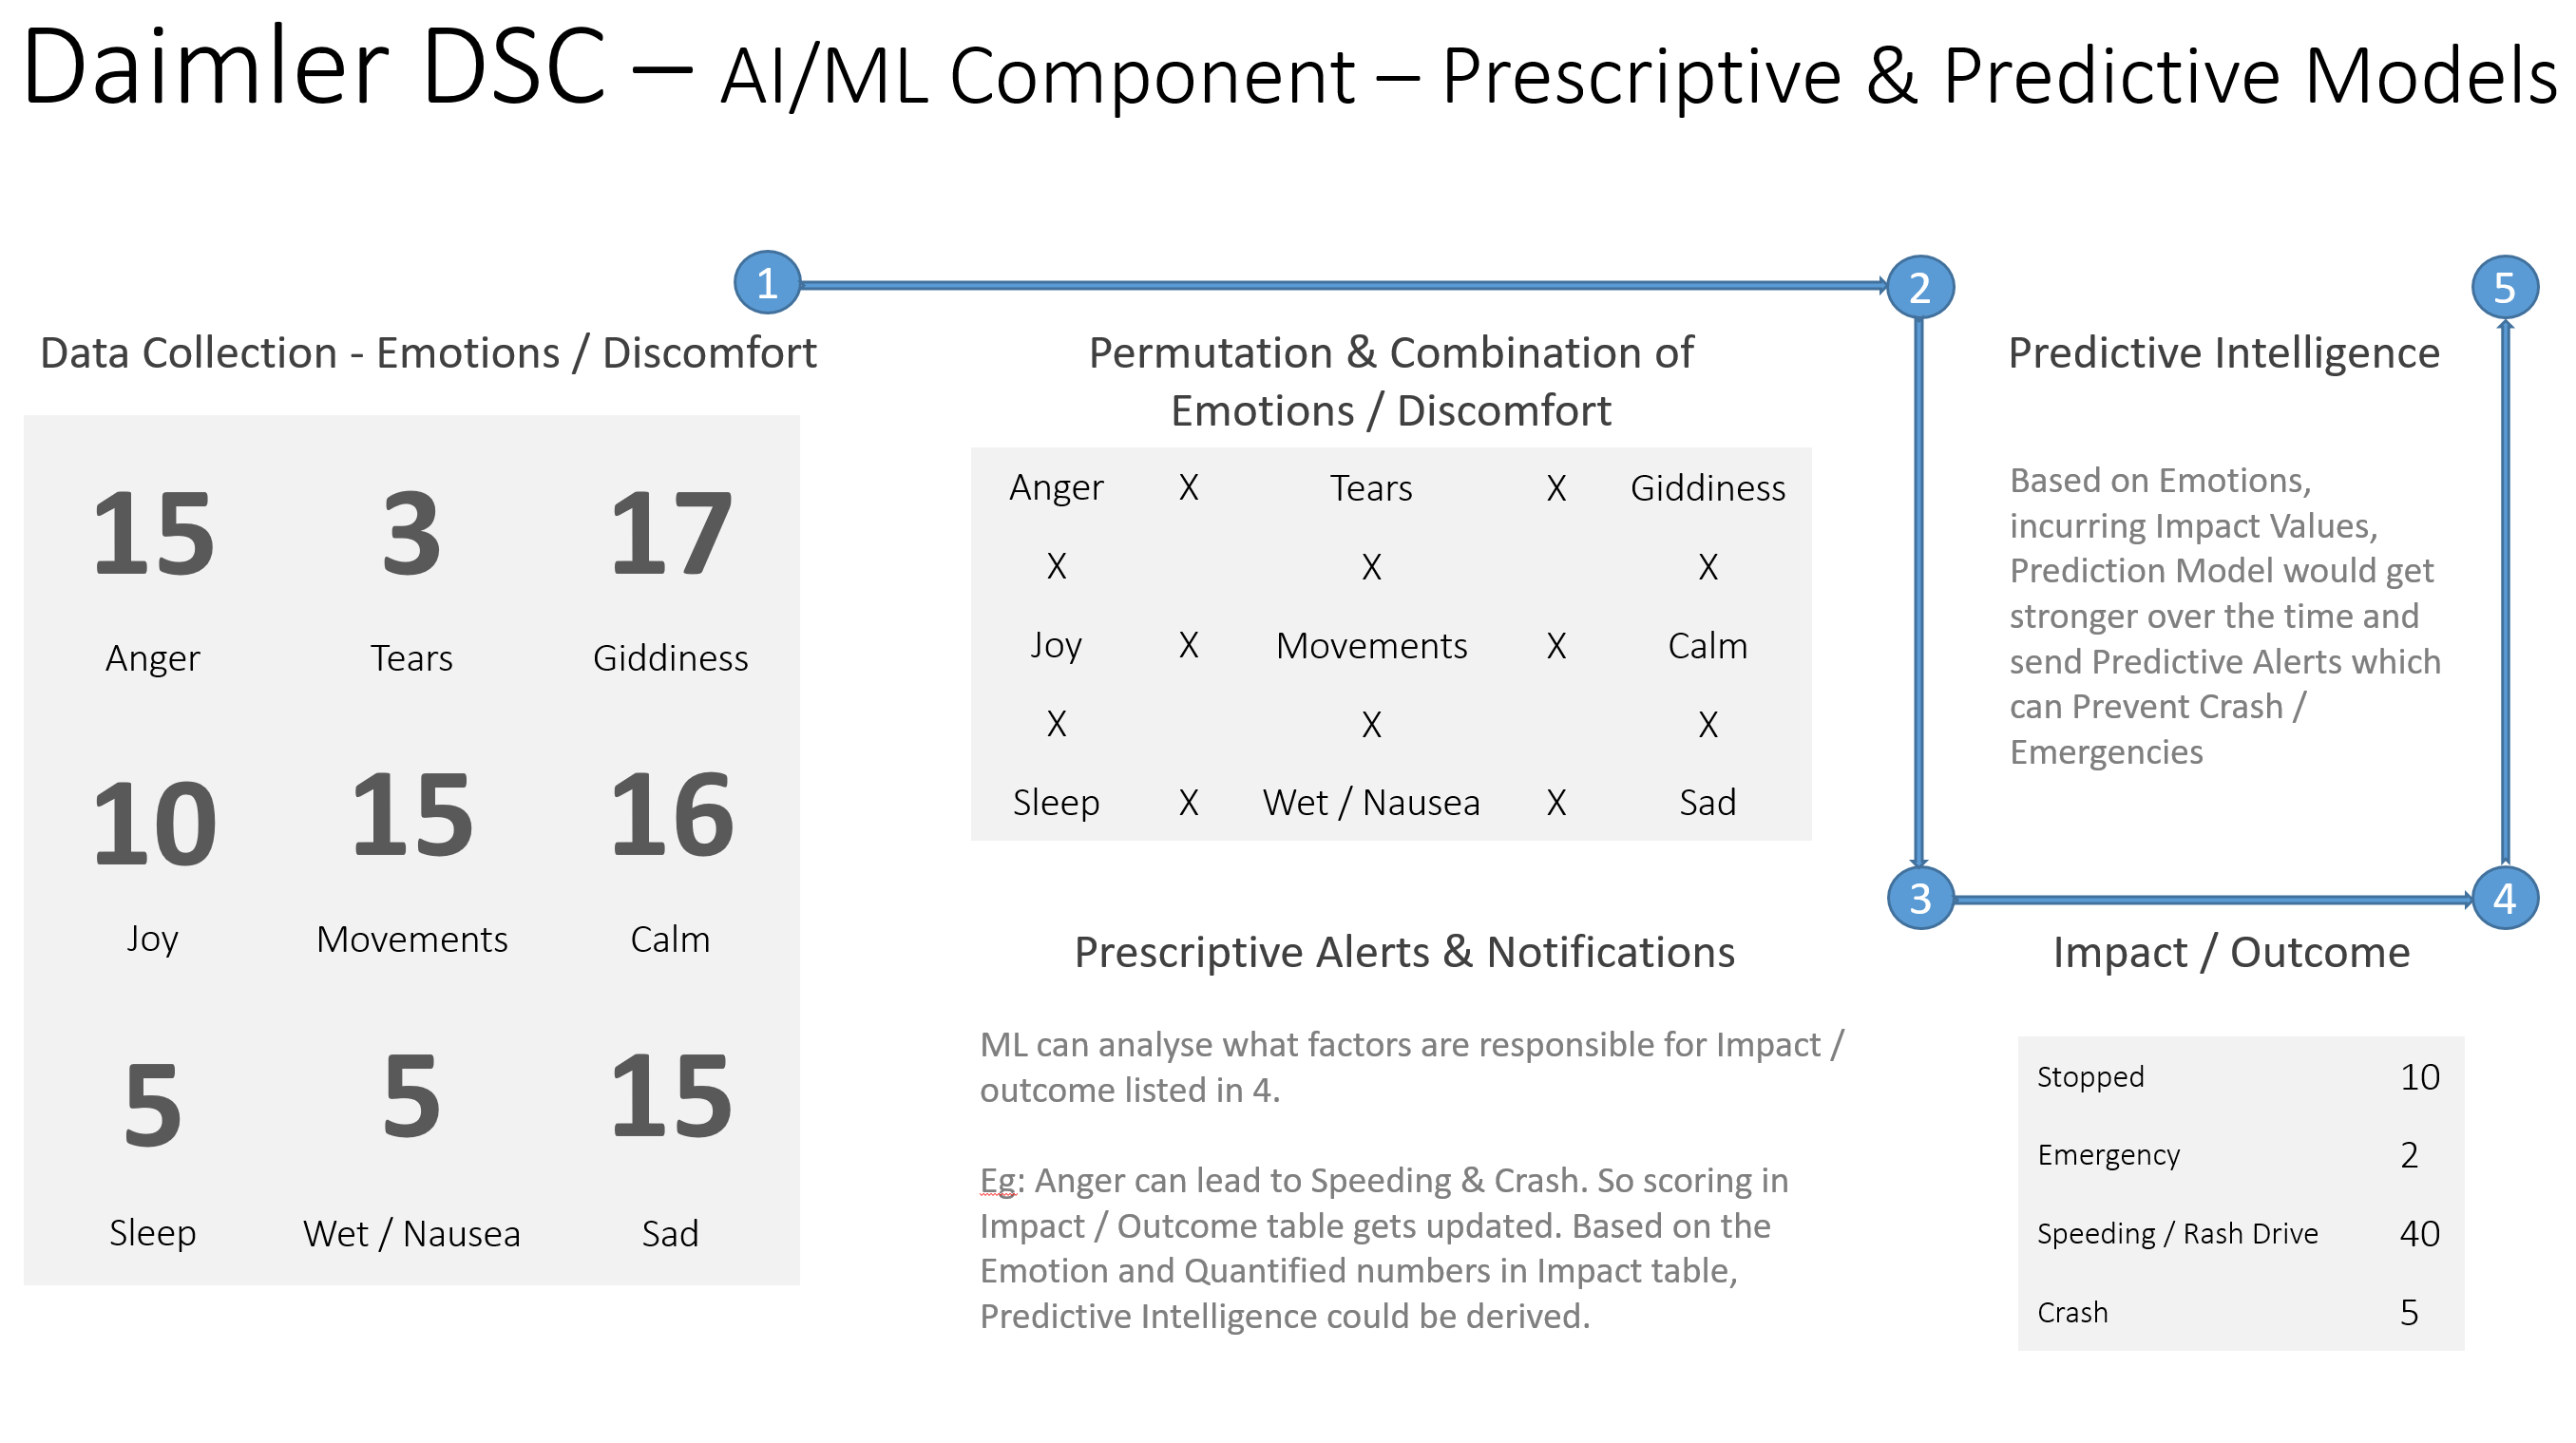 Daimler DSC – AI/ML Component – Prescriptive & Predictive Models
1
2
5
Data Collection - Emotions / Discomfort
15 3 17
Anger Tears Giddiness
10 15 16
Joy Movements Calm
5 5 15
Sleep Wet / Nausea Sad
Permutation & Combination of
Emotions / Discomfort
Anger X Tears X Giddiness
X X X
Joy X Movements X Calm
X X X
Sleep X Wet / Nausea X Sad
Predictive Intelligence
Based on Emotions,
incurring Impact Values,
Prediction Model would get
stronger over the time and
send Predictive Alerts which
can Prevent Crash /
Emergencies
3
4
Prescriptive Alerts & Notifications
ML can analyse what factors are responsible for Impact /
outcome listed in 4.
Eg: Anger can lead to Speeding & Crash. So scoring in
Impact / Outcome table gets updated. Based on the
Emotion and Quantified numbers in Impact table,
Predictive Intelligence could be derived.
Impact / Outcome
Stopped 10
Emergency 2
Speeding / Rash Drive 40
Crash 5